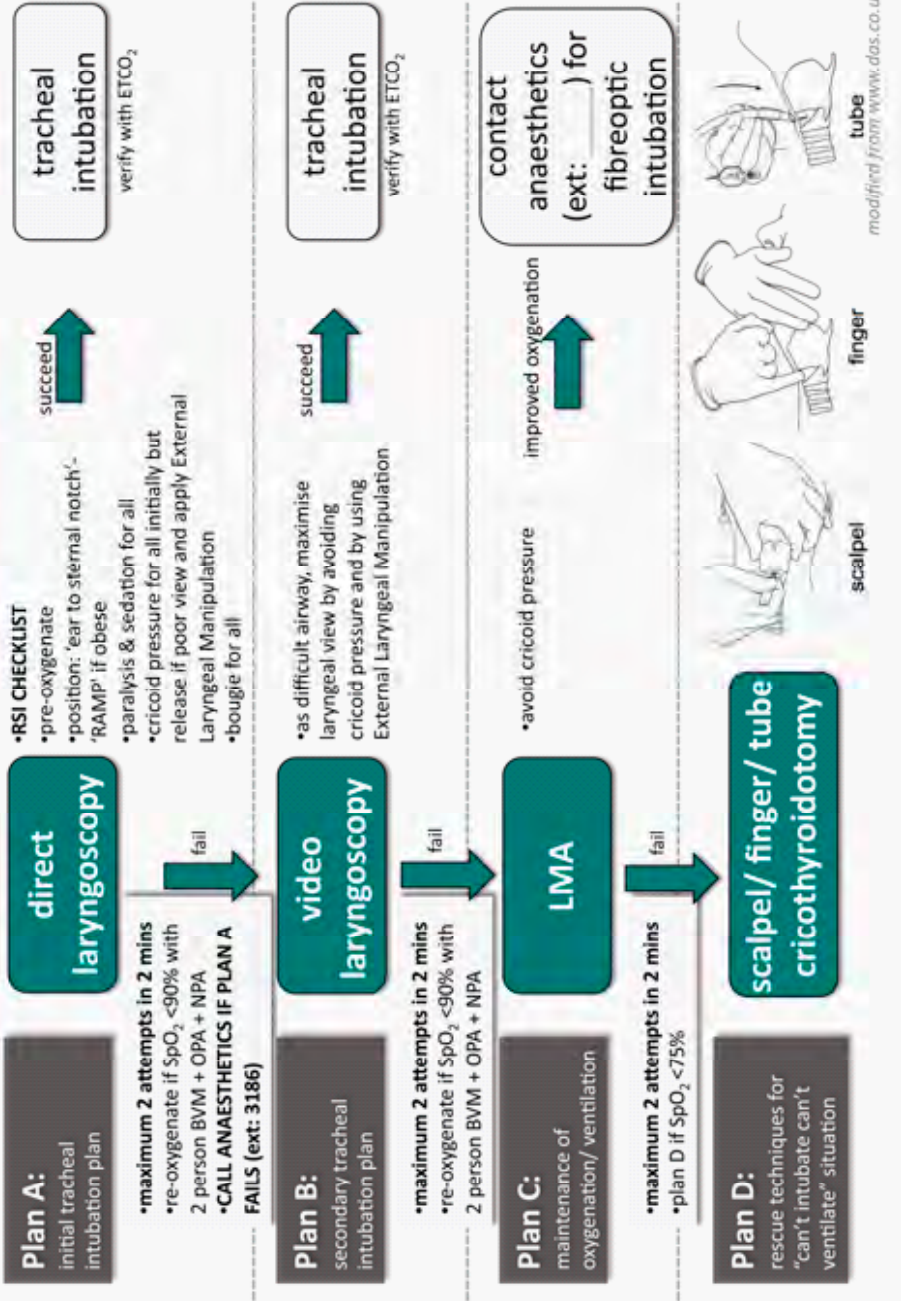 Plan A:
initial tracheal
intubation plan
direct
laryngoscopy
•RSI CHECKLIST
•pre-oxygenate
•position: 'ear to sternal notch'-
'RAMP' if obese
•paralysis & sedation for all
•cricoid pressure for all initially but
release if poor view and apply External
Laryngeal Manipulation
•bougie for all
succeed
tracheal
intubation
verify with ETCO₂
•maximum 2 attempts in 2 mins
•re-oxygenate if SpO₂ <90% with
2 person BVM + OPA + NPA
•CALL ANAESTHETICS IF PLAN A
FAILS (ext: 3186)
fail
Plan B:
secondary tracheal
intubation plan
video
laryngoscopy
•as difficult airway, maximise
laryngeal view by avoiding
cricoid pressure and by using
External Laryngeal Manipulation
succeed
tracheal
intubation
verify with ETCO₂
•maximum 2 attempts in 2 mins
•re-oxygenate if SpO₂ <90% with
2 person BVM + OPA + NPA
fail
Plan C:
maintenance of
oxygenation/ ventilation
LMA
•avoid cricoid pressure
improved oxygenation
contact
anaesthetics
(ext: ____) for
fibreoptic
intubation
•maximum 2 attempts in 2 mins
•plan D if SpO₂ <75%
fail
Plan D:
rescue techniques for
"can't intubate can't
ventilate" situation
scalpel/ finger/ tube
cricothyroidotomy
scalpel
finger
tube
modified from www.das.co.u